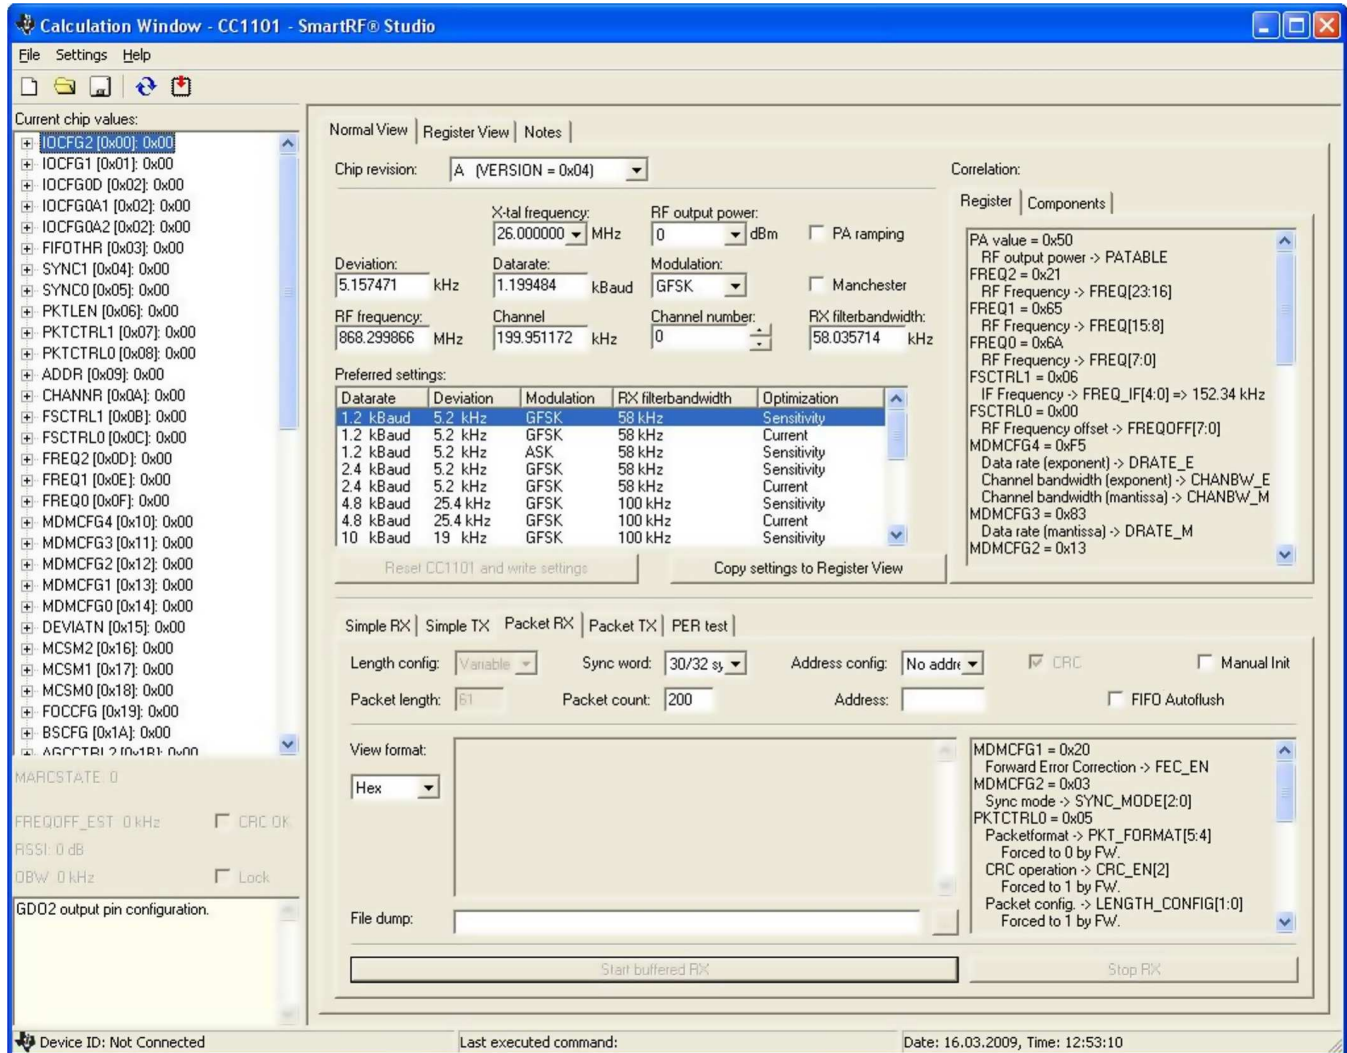 Calculation Window - CC1101 - SmartRF® Studio
File Settings Help
Current chip values:
IOCFG2 [0x00]: 0x00
IOCFG1 [0x01]: 0x00
IOCFG0D [0x02]: 0x00
IOCFG0A1 [0x02]: 0x00
IOCFG0A2 [0x02]: 0x00
FIFOTHR [0x03]: 0x00
SYNC1 [0x04]: 0x00
SYNC0 [0x05]: 0x00
PKTLEN [0x06]: 0x00
PKTCTRL1 [0x07]: 0x00
PKTCTRL0 [0x08]: 0x00
ADDR [0x09]: 0x00
CHANNR [0x0A]: 0x00
FSCTRL1 [0x0B]: 0x00
FSCTRL0 [0x0C]: 0x00
FREQ2 [0x0D]: 0x00
FREQ1 [0x0E]: 0x00
FREQ0 [0x0F]: 0x00
MDMCFG4 [0x10]: 0x00
MDMCFG3 [0x11]: 0x00
MDMCFG2 [0x12]: 0x00
MDMCFG1 [0x13]: 0x00
MDMCFG0 [0x14]: 0x00
DEVIATN [0x15]: 0x00
MCSM2 [0x16]: 0x00
MCSM1 [0x17]: 0x00
MCSM0 [0x18]: 0x00
FOCCFG [0x19]: 0x00
BSCFG [0x1A]: 0x00
AGCCTRL2 [0x1B]: 0x00
MARCSTATE: 0
FREQOFF_EST: 0 kHz CRC OK
RSSI: 0 dB
OBW: 0 kHz Lock
GDO2 output pin configuration.
Normal View Register View Notes
Chip revision: A (VERSION = 0x04)
X-tal frequency: RF output power:
26.000000 MHz 0 dBm PA ramping
Deviation: Datarate: Modulation:
5.157471 kHz 1.199484 kBaud GFSK Manchester
RF frequency: Channel Channel number: RX filterbandwidth:
868.299866 MHz 199.951172 kHz 0 58.035714 kHz
Preferred settings:
Datarate Deviation Modulation RX filterbandwidth Optimization
1.2 kBaud 5.2 kHz GFSK 58 kHz Sensitivity
1.2 kBaud 5.2 kHz GFSK 58 kHz Current
1.2 kBaud 5.2 kHz ASK 58 kHz Sensitivity
2.4 kBaud 5.2 kHz GFSK 58 kHz Sensitivity
2.4 kBaud 5.2 kHz GFSK 58 kHz Current
4.8 kBaud 25.4 kHz GFSK 100 kHz Sensitivity
4.8 kBaud 25.4 kHz GFSK 100 kHz Current
10 kBaud 19 kHz GFSK 100 kHz Sensitivity
Reset CC1101 and write settings Copy settings to Register View
Correlation:
Register Components
PA value = 0x50
RF output power -> PATABLE
FREQ2 = 0x21
RF Frequency -> FREQ[23:16]
FREQ1 = 0x65
RF Frequency -> FREQ[15:8]
FREQ0 = 0x6A
RF Frequency -> FREQ[7:0]
FSCTRL1 = 0x06
IF Frequency -> FREQ_IF[4:0] => 152.34 kHz
FSCTRL0 = 0x00
RF Frequency offset -> FREQOFF[7:0]
MDMCFG4 = 0xF5
Data rate (exponent) -> DRATE_E
Channel bandwidth (exponent) -> CHANBW_E
Channel bandwidth (mantissa) -> CHANBW_M
MDMCFG3 = 0x83
Data rate (mantissa) -> DRATE_M
MDMCFG2 = 0x13
Simple RX Simple TX Packet RX Packet TX PER test
Length config: Variable Sync word: 30/32 sy Address config: No addre CRC Manual Init
Packet length: 61 Packet count: 200 Address: FIFO Autoflush
View format:
Hex
File dump:
MDMCFG1 = 0x20
Forward Error Correction -> FEC_EN
MDMCFG2 = 0x03
Sync mode -> SYNC_MODE[2:0]
PKTCTRL0 = 0x05
Packetformat -> PKT_FORMAT[5:4]
Forced to 0 by FW.
CRC operation -> CRC_EN[2]
Forced to 1 by FW.
Packet config. -> LENGTH_CONFIG[1:0]
Forced to 1 by FW.
Start buffered RX Stop RX
Device ID: Not Connected Last executed command: Date: 16.03.2009, Time: 12:53:10